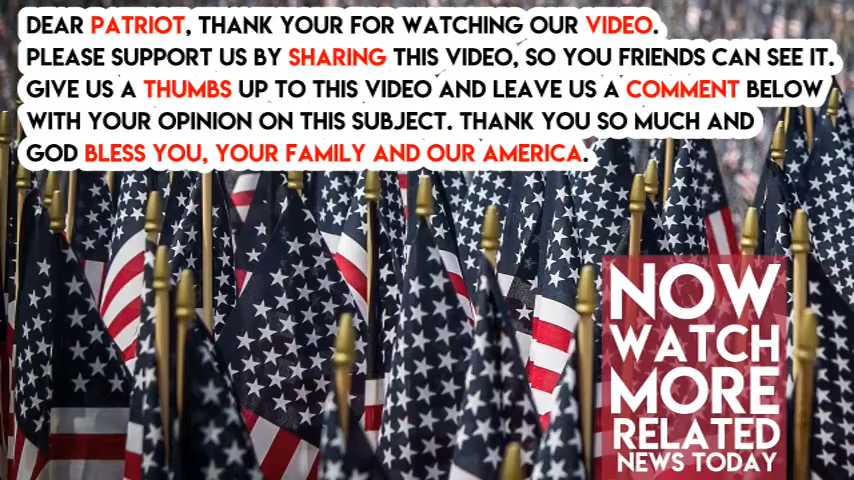 DEAR PATRIOT, THANK YOUR FOR WATCHING OUR VIDEO.
PLEASE SUPPORT US BY SHARING THIS VIDEO, SO YOU FRIENDS CAN SEE IT.
GIVE US A THUMBS UP TO THIS VIDEO AND LEAVE US A COMMENT BELOW
WITH YOUR OPINION ON THIS SUBJECT. THANK YOU SO MUCH AND
GOD BLESS YOU, YOUR FAMILY AND OUR AMERICA.
NOW
WATCH
MORE
RELATED
NEWS TODAY